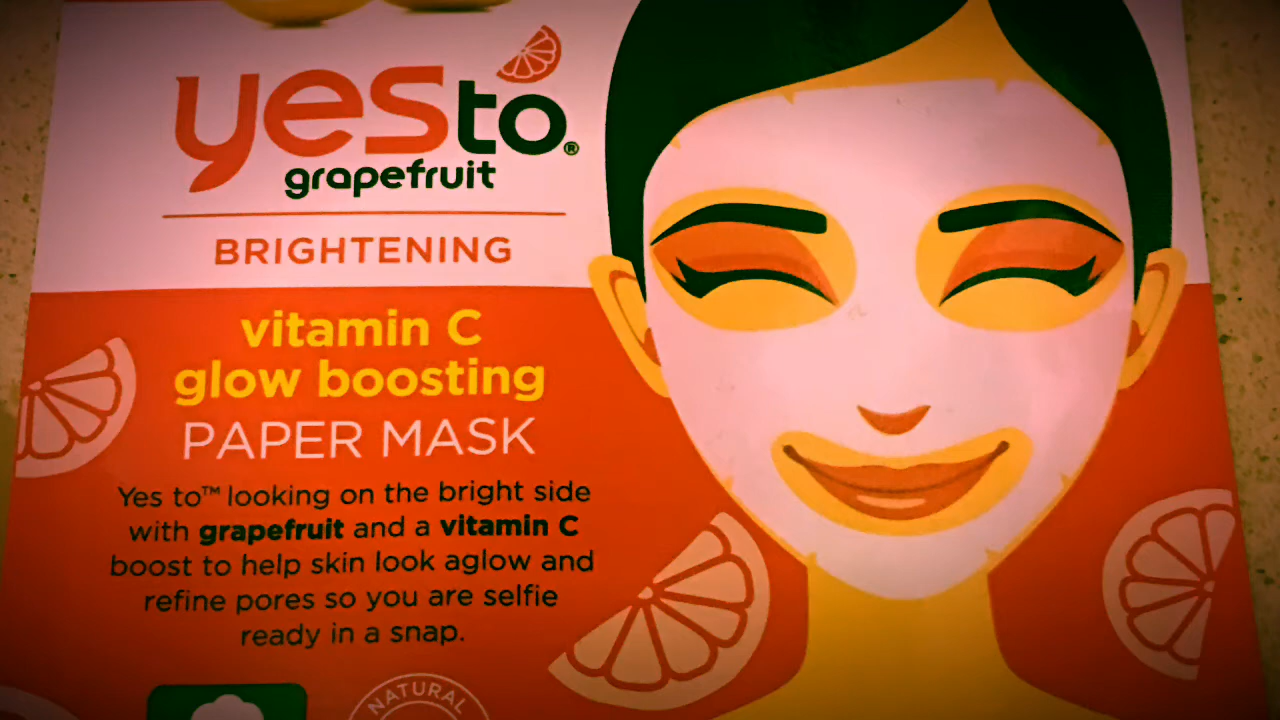 yesto®
grapefruit
BRIGHTENING
vitamin C
glow boosting
PAPER MASK
Yes to™ looking on the bright side
with grapefruit and a vitamin C
boost to help skin look aglow and
refine pores so you are selfie
ready in a snap.
NATURAL